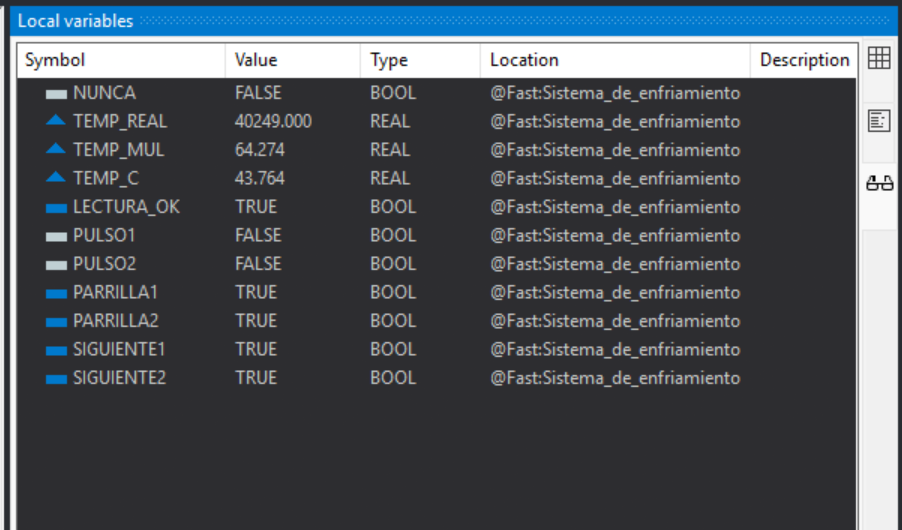 Local variables
Symbol Value Type Location Description
NUNCA FALSE BOOL @Fast:Sistema_de_enfriamiento
TEMP_REAL 40249.000 REAL @Fast:Sistema_de_enfriamiento
TEMP_MUL 64.274 REAL @Fast:Sistema_de_enfriamiento
TEMP_C 43.764 REAL @Fast:Sistema_de_enfriamiento
LECTURA_OK TRUE BOOL @Fast:Sistema_de_enfriamiento
PULSO1 FALSE BOOL @Fast:Sistema_de_enfriamiento
PULSO2 FALSE BOOL @Fast:Sistema_de_enfriamiento
PARRILLA1 TRUE BOOL @Fast:Sistema_de_enfriamiento
PARRILLA2 TRUE BOOL @Fast:Sistema_de_enfriamiento
SIGUIENTE1 TRUE BOOL @Fast:Sistema_de_enfriamiento
SIGUIENTE2 TRUE BOOL @Fast:Sistema_de_enfriamiento